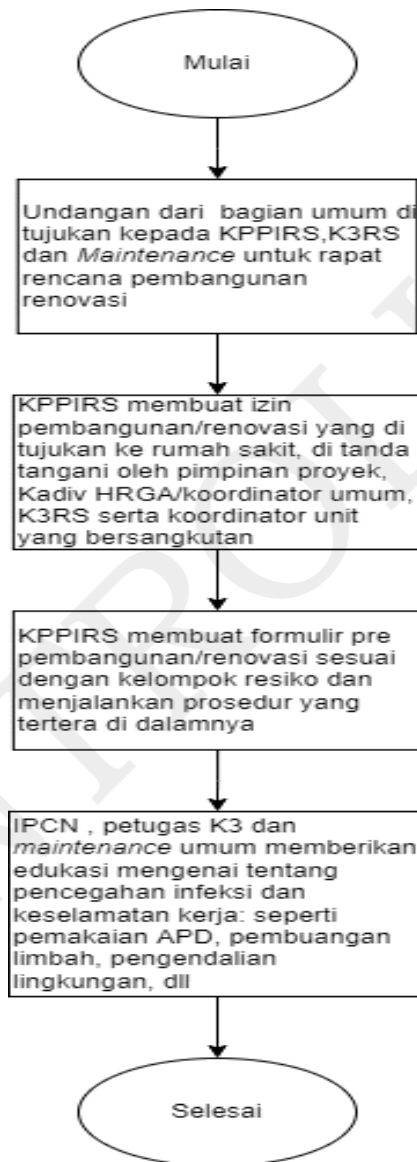 Mulai
Undangan dari bagian umum di
tujukan kepada KPPIRS,K3RS
dan Maintenance untuk rapat
rencana pembangunan
renovasi
KPPIRS membuat izin
pembangunan/renovasi yang di
tujukan ke rumah sakit, di tanda
tangani oleh pimpinan proyek,
Kadiv HRGA/koordinator umum,
K3RS serta koordinator unit
yang bersangkutan
KPPIRS membuat formulir pre
pembangunan/renovasi sesuai
dengan kelompok resiko dan
menjalankan prosedur yang
tertera di dalamnya
IPCN , petugas K3 dan
maintenance umum memberikan
edukasi mengenai tentang
pencegahan infeksi dan
keselamatan kerja: seperti
pemakaian APD, pembuangan
limbah, pengendalian
lingkungan, dll
Selesai